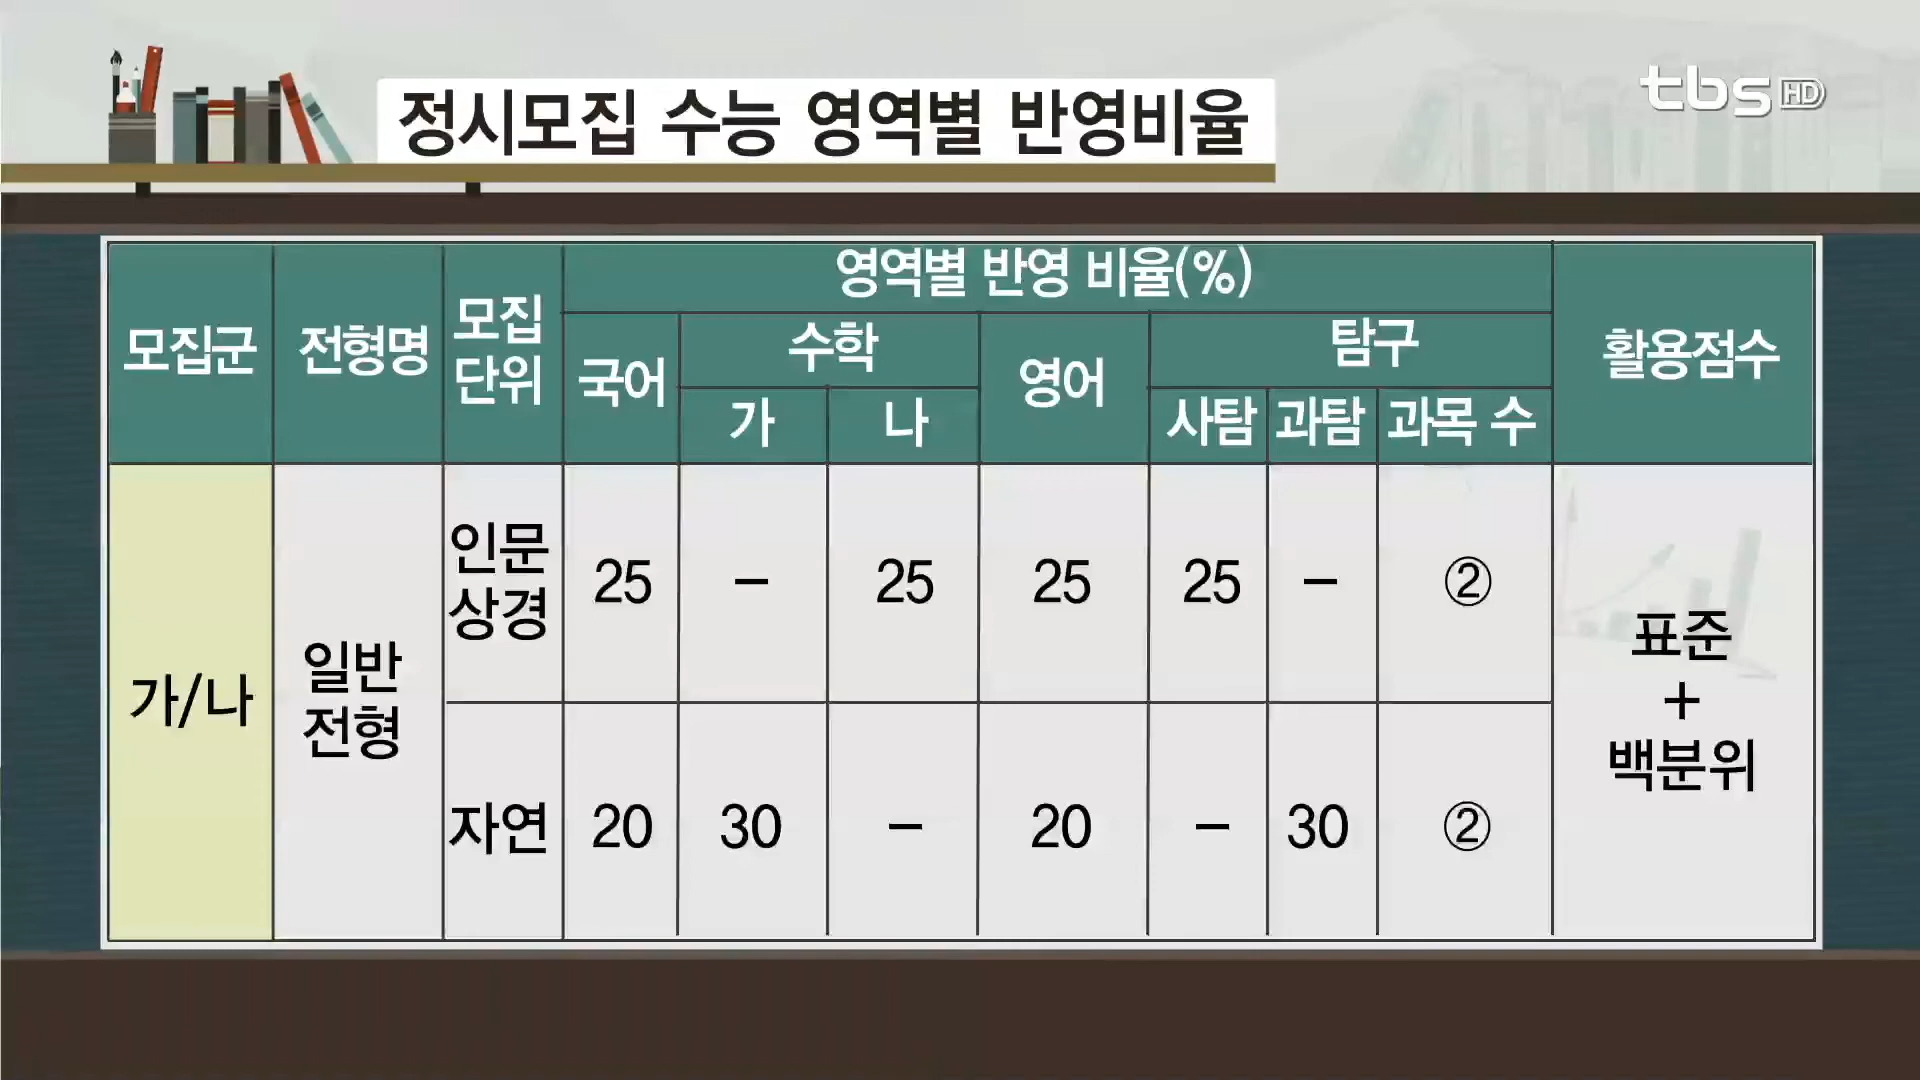 정시모집 수능 영역별 반영비율
tbs HD
모집군 전형명 모집 단위 영역별 반영 비율(%) 활용점수
국어 수학 영어 탐구
가 나 사탐 과탐 과목 수
가/나 일반 전형 인문 상경 25 – 25 25 25 – ② 표준 + 백분위
자연 20 30 – 20 – 30 ②